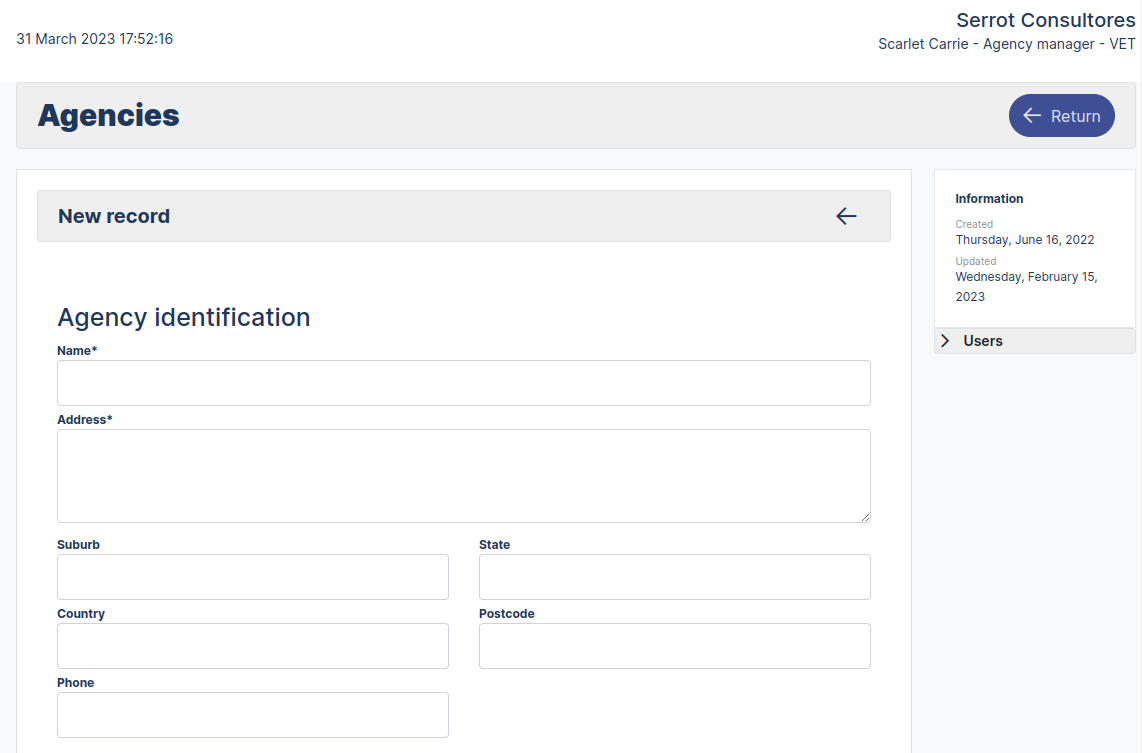 Serrot Consultores
31 March 2023 17:52:16
Scarlet Carrie - Agency manager - VET
Agencies
Return
New record
Agency identification
Name*
Address*
Suburb
State
Country
Postcode
Phone
Information
Created
Thursday, June 16, 2022
Updated
Wednesday, February 15,
2023
Users